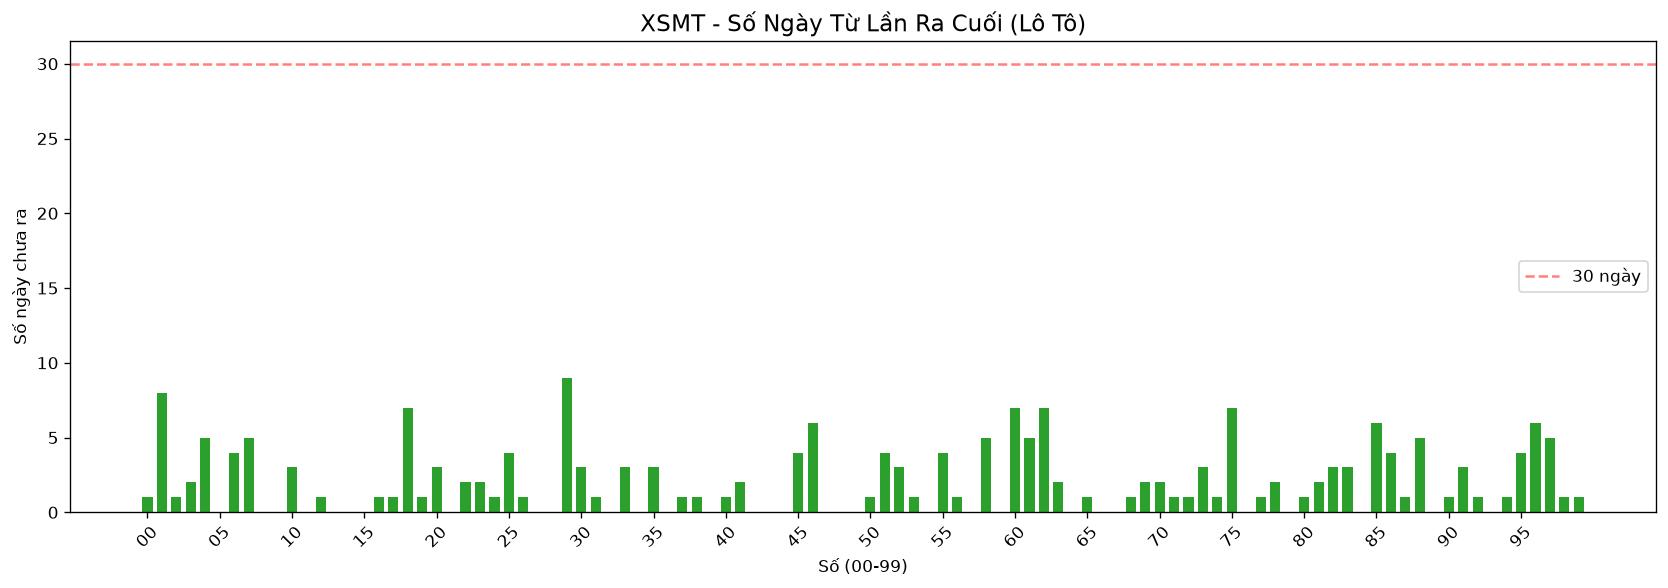 XSMT - Số Ngày Từ Lần Ra Cuối (Lô Tô)
Số ngày chưa ra
30
25
20
15
10
5
0
30 ngày
00 05 10 15 20 25 30 35 40 45 50 55 60 65 70 75 80 85 90 95
Số (00-99)